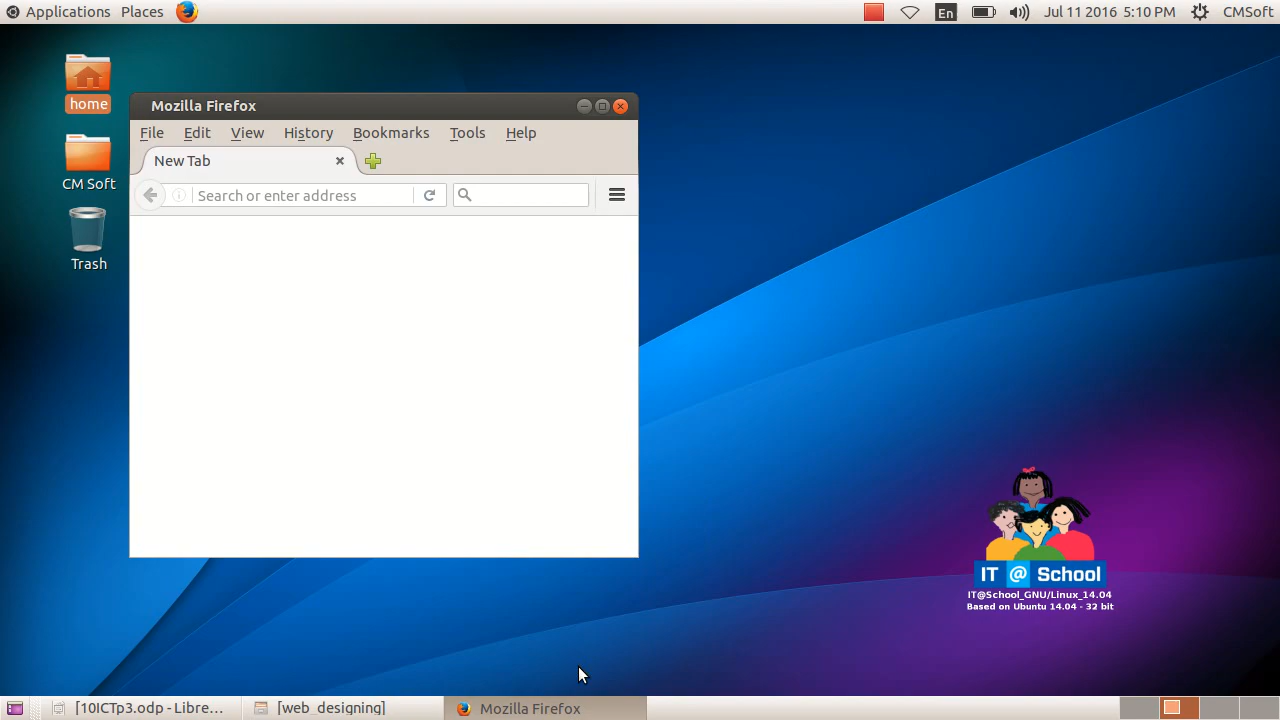 Applications Places
En Jul 11 2016 5:10 PM CMSoft
home
CM Soft
Trash
Mozilla Firefox
File Edit View History Bookmarks Tools Help
New Tab
Search or enter address
IT @ School
IT@School_GNU/Linux_14.04
Based on Ubuntu 14.04 - 32 bit
[10ICTp3.odp - Libre... [web_designing] Mozilla Firefox